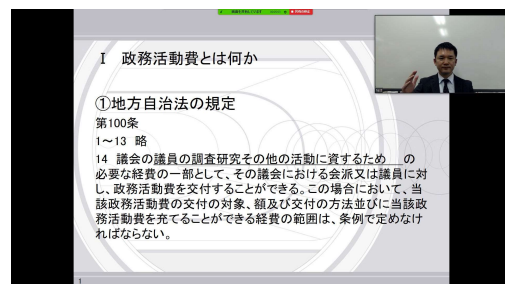 Ⅰ 政務活動費とは何か
①地方自治法の規定
第100条
1～13 略
14 議会の議員の調査研究その他の活動に資するため の
必要な経費の一部として、その議会における会派又は議員に対
し、政務活動費を交付することができる。この場合において、当
該政務活動費の交付の対象、額及び交付の方法並びに当該政
務活動費を充てることができる経費の範囲は、条例で定めなけ
ればならない。
1